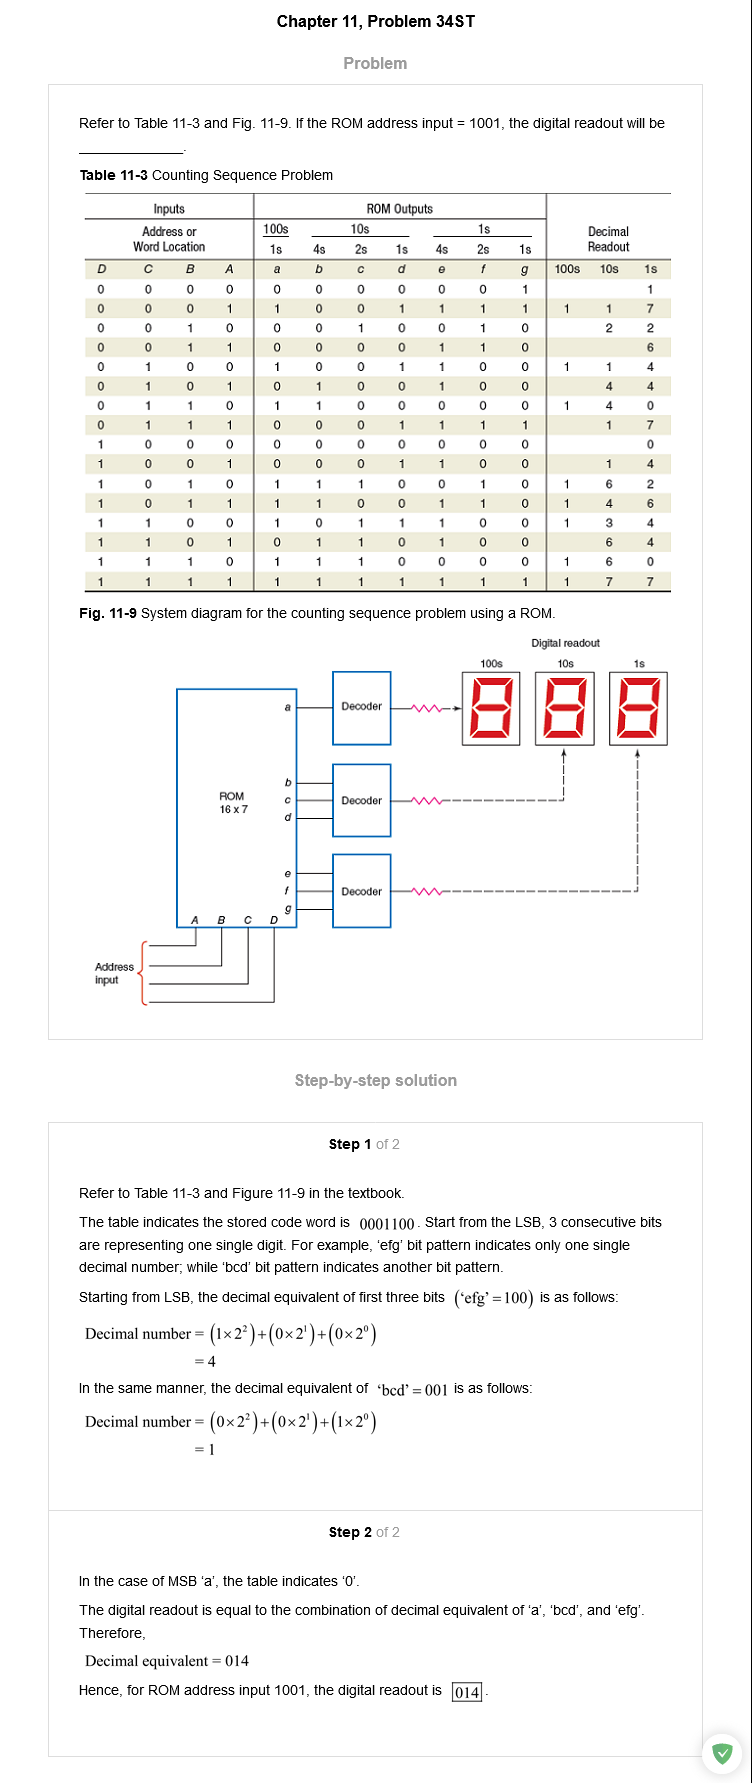 Chapter 11, Problem 34ST
Problem
Refer to Table 11-3 and Fig. 11-9. If the ROM address input = 1001, the digital readout will be
______________.
Table 11-3 Counting Sequence Problem
Inputs ROM Outputs
Address or Word Location 100s 10s 1s Decimal Readout
1s 4s 2s 1s 4s 2s 1s
D C B A a b c d e f g 100s 10s 1s
0 0 0 0 0 0 0 0 0 0 1 1
0 0 0 1 1 0 0 1 1 1 1 1 1 7
0 0 1 0 0 0 1 0 0 1 0 2 2
0 0 1 1 0 0 0 0 1 1 0 6
0 1 0 0 1 0 0 1 1 0 0 1 1 4
0 1 0 1 0 1 0 0 1 0 0 4 4
0 1 1 0 1 1 0 0 0 0 0 1 4 0
0 1 1 1 0 0 0 1 1 1 1 1 7
1 0 0 0 0 0 0 0 0 0 0 0
1 0 0 1 0 0 0 1 1 0 0 1 4
1 0 1 0 1 1 1 0 0 1 0 1 6 2
1 0 1 1 1 1 0 0 1 1 0 1 4 6
1 1 0 0 1 0 1 1 1 0 0 1 3 4
1 1 0 1 0 1 1 0 1 0 0 6 4
1 1 1 0 1 1 1 0 0 0 0 1 6 0
1 1 1 1 1 1 1 1 1 1 1 1 7 7
Fig. 11-9 System diagram for the counting sequence problem using a ROM.
Digital readout
100s 10s 1s
a Decoder 8 8 8
b
ROM c Decoder
16 x 7
d
e
f Decoder
g
A B C D
Address
input
Step-by-step solution
Step 1 of 2
Refer to Table 11-3 and Figure 11-9 in the textbook.
The table indicates the stored code word is 0001100. Start from the LSB, 3 consecutive bits
are representing one single digit. For example, ‘efg’ bit pattern indicates only one single
decimal number; while ‘bcd’ bit pattern indicates another bit pattern.
Starting from LSB, the decimal equivalent of first three bits (‘efg’ = 100) is as follows:
Decimal number = (1×2²)+(0×2¹)+(0×2⁰)
= 4
In the same manner, the decimal equivalent of ‘bcd’ = 001 is as follows:
Decimal number = (0×2²)+(0×2¹)+(1×2⁰)
= 1
Step 2 of 2
In the case of MSB ‘a’, the table indicates ‘0’.
The digital readout is equal to the combination of decimal equivalent of ‘a’, ‘bcd’, and ‘efg’.
Therefore,
Decimal equivalent = 014
Hence, for ROM address input 1001, the digital readout is 014.